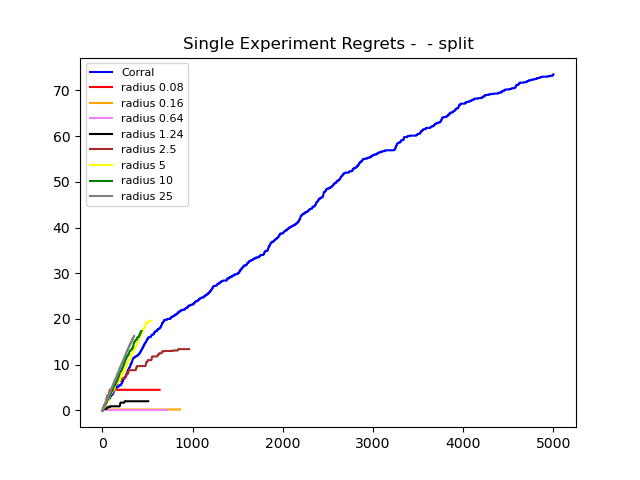 Single Experiment Regrets -  - split
Corral
radius 0.08
radius 0.16
radius 0.64
radius 1.24
radius 2.5
radius 5
radius 10
radius 25
70
60
50
40
30
20
10
0
0 1000 2000 3000 4000 5000